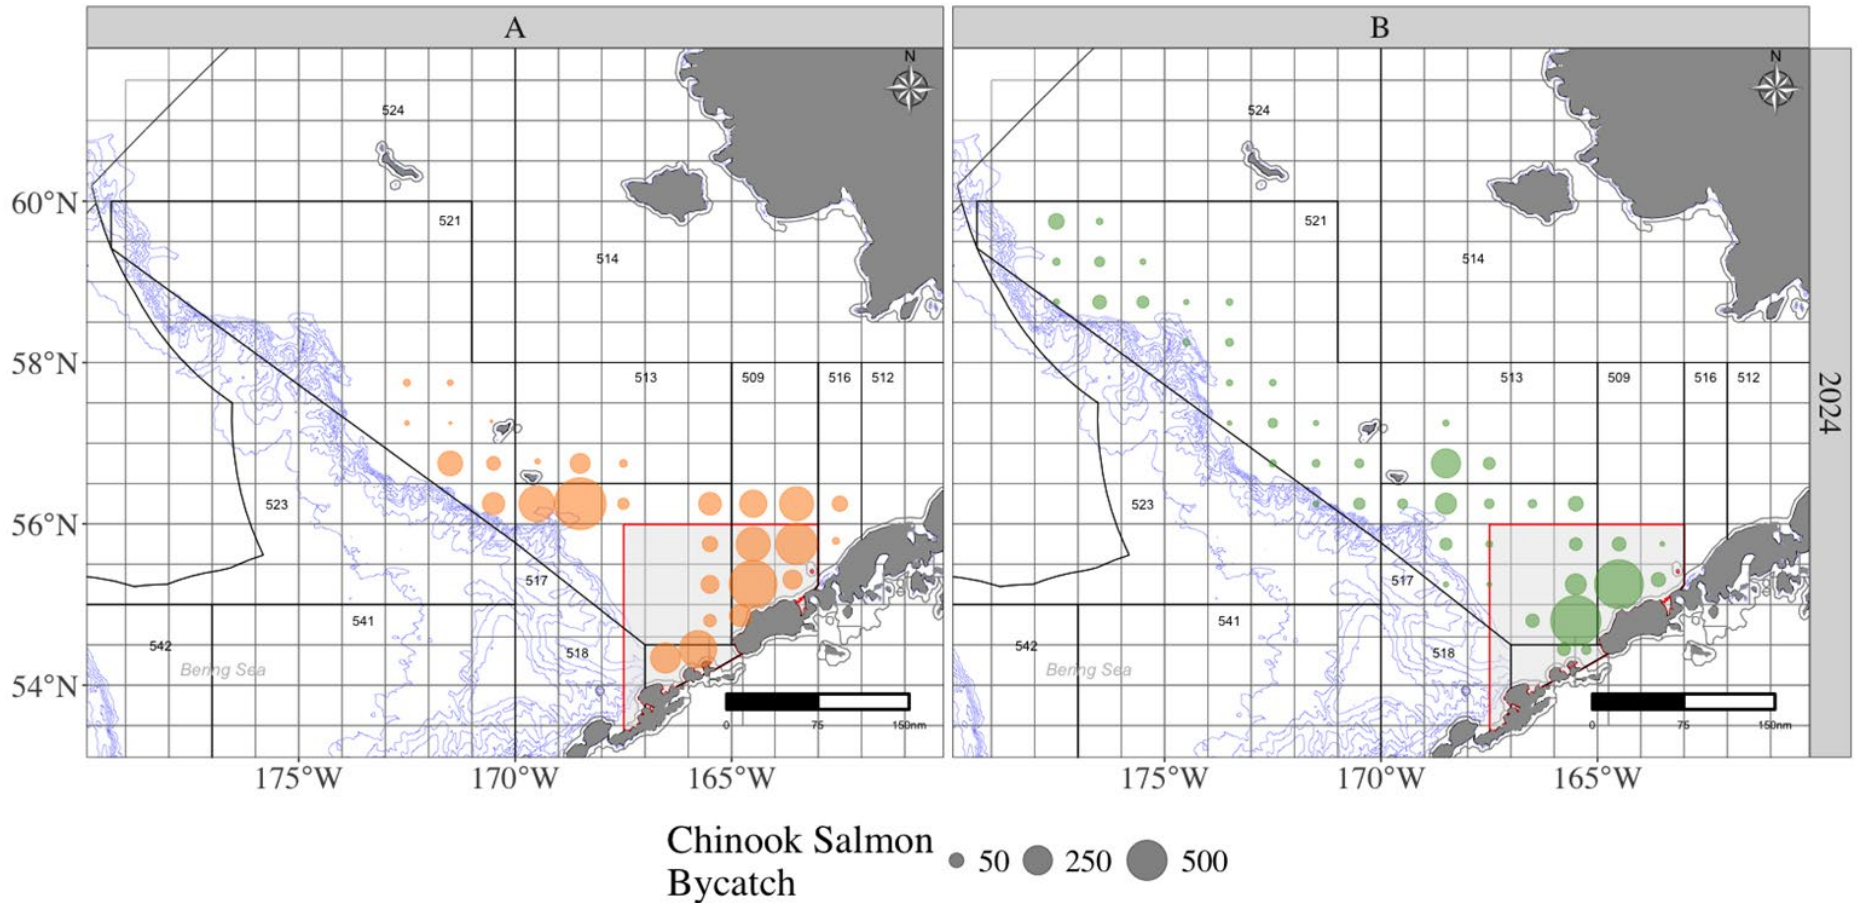 A
B
N
N
524
524
60°N
521
521
514
514
58°N
513
509
516
512
513
509
516
512
2024
523
523
56°N
517
517
541
541
542
542
518
518
Bering Sea
Bering Sea
54°N
0
75
150nm
0
75
150nm
175°W
170°W
165°W
175°W
170°W
165°W
Chinook Salmon
Bycatch
50
250
500